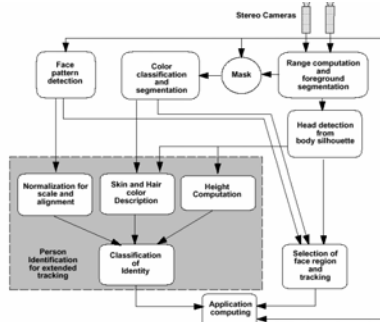 Stereo Cameras
Face
pattern
detection
Color
classification and
segmentation
Mask
Range computation
and foreground
segmentation
Head detection
from
body silhouette
Normalization for
scale and
alignment
Skin and Hair
color
Description
Height
Computation
Person
Identification
for extended
tracking
Classification
of
Identity
Selection of
face region
and
tracking
Application
computing